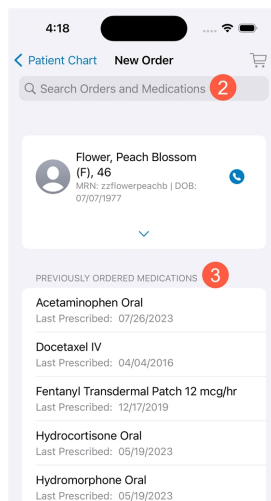 4:18
Patient Chart New Order
Search Orders and Medications 2
Flower, Peach Blossom
(F), 46
MRN: zzflowerpeachb | DOB:
07/07/1977
PREVIOUSLY ORDERED MEDICATIONS 3
Acetaminophen Oral
Last Prescribed: 07/26/2023
Docetaxel IV
Last Prescribed: 04/04/2016
Fentanyl Transdermal Patch 12 mcg/hr
Last Prescribed: 12/17/2019
Hydrocortisone Oral
Last Prescribed: 05/19/2023
Hydromorphone Oral
Last Prescribed: 05/19/2023